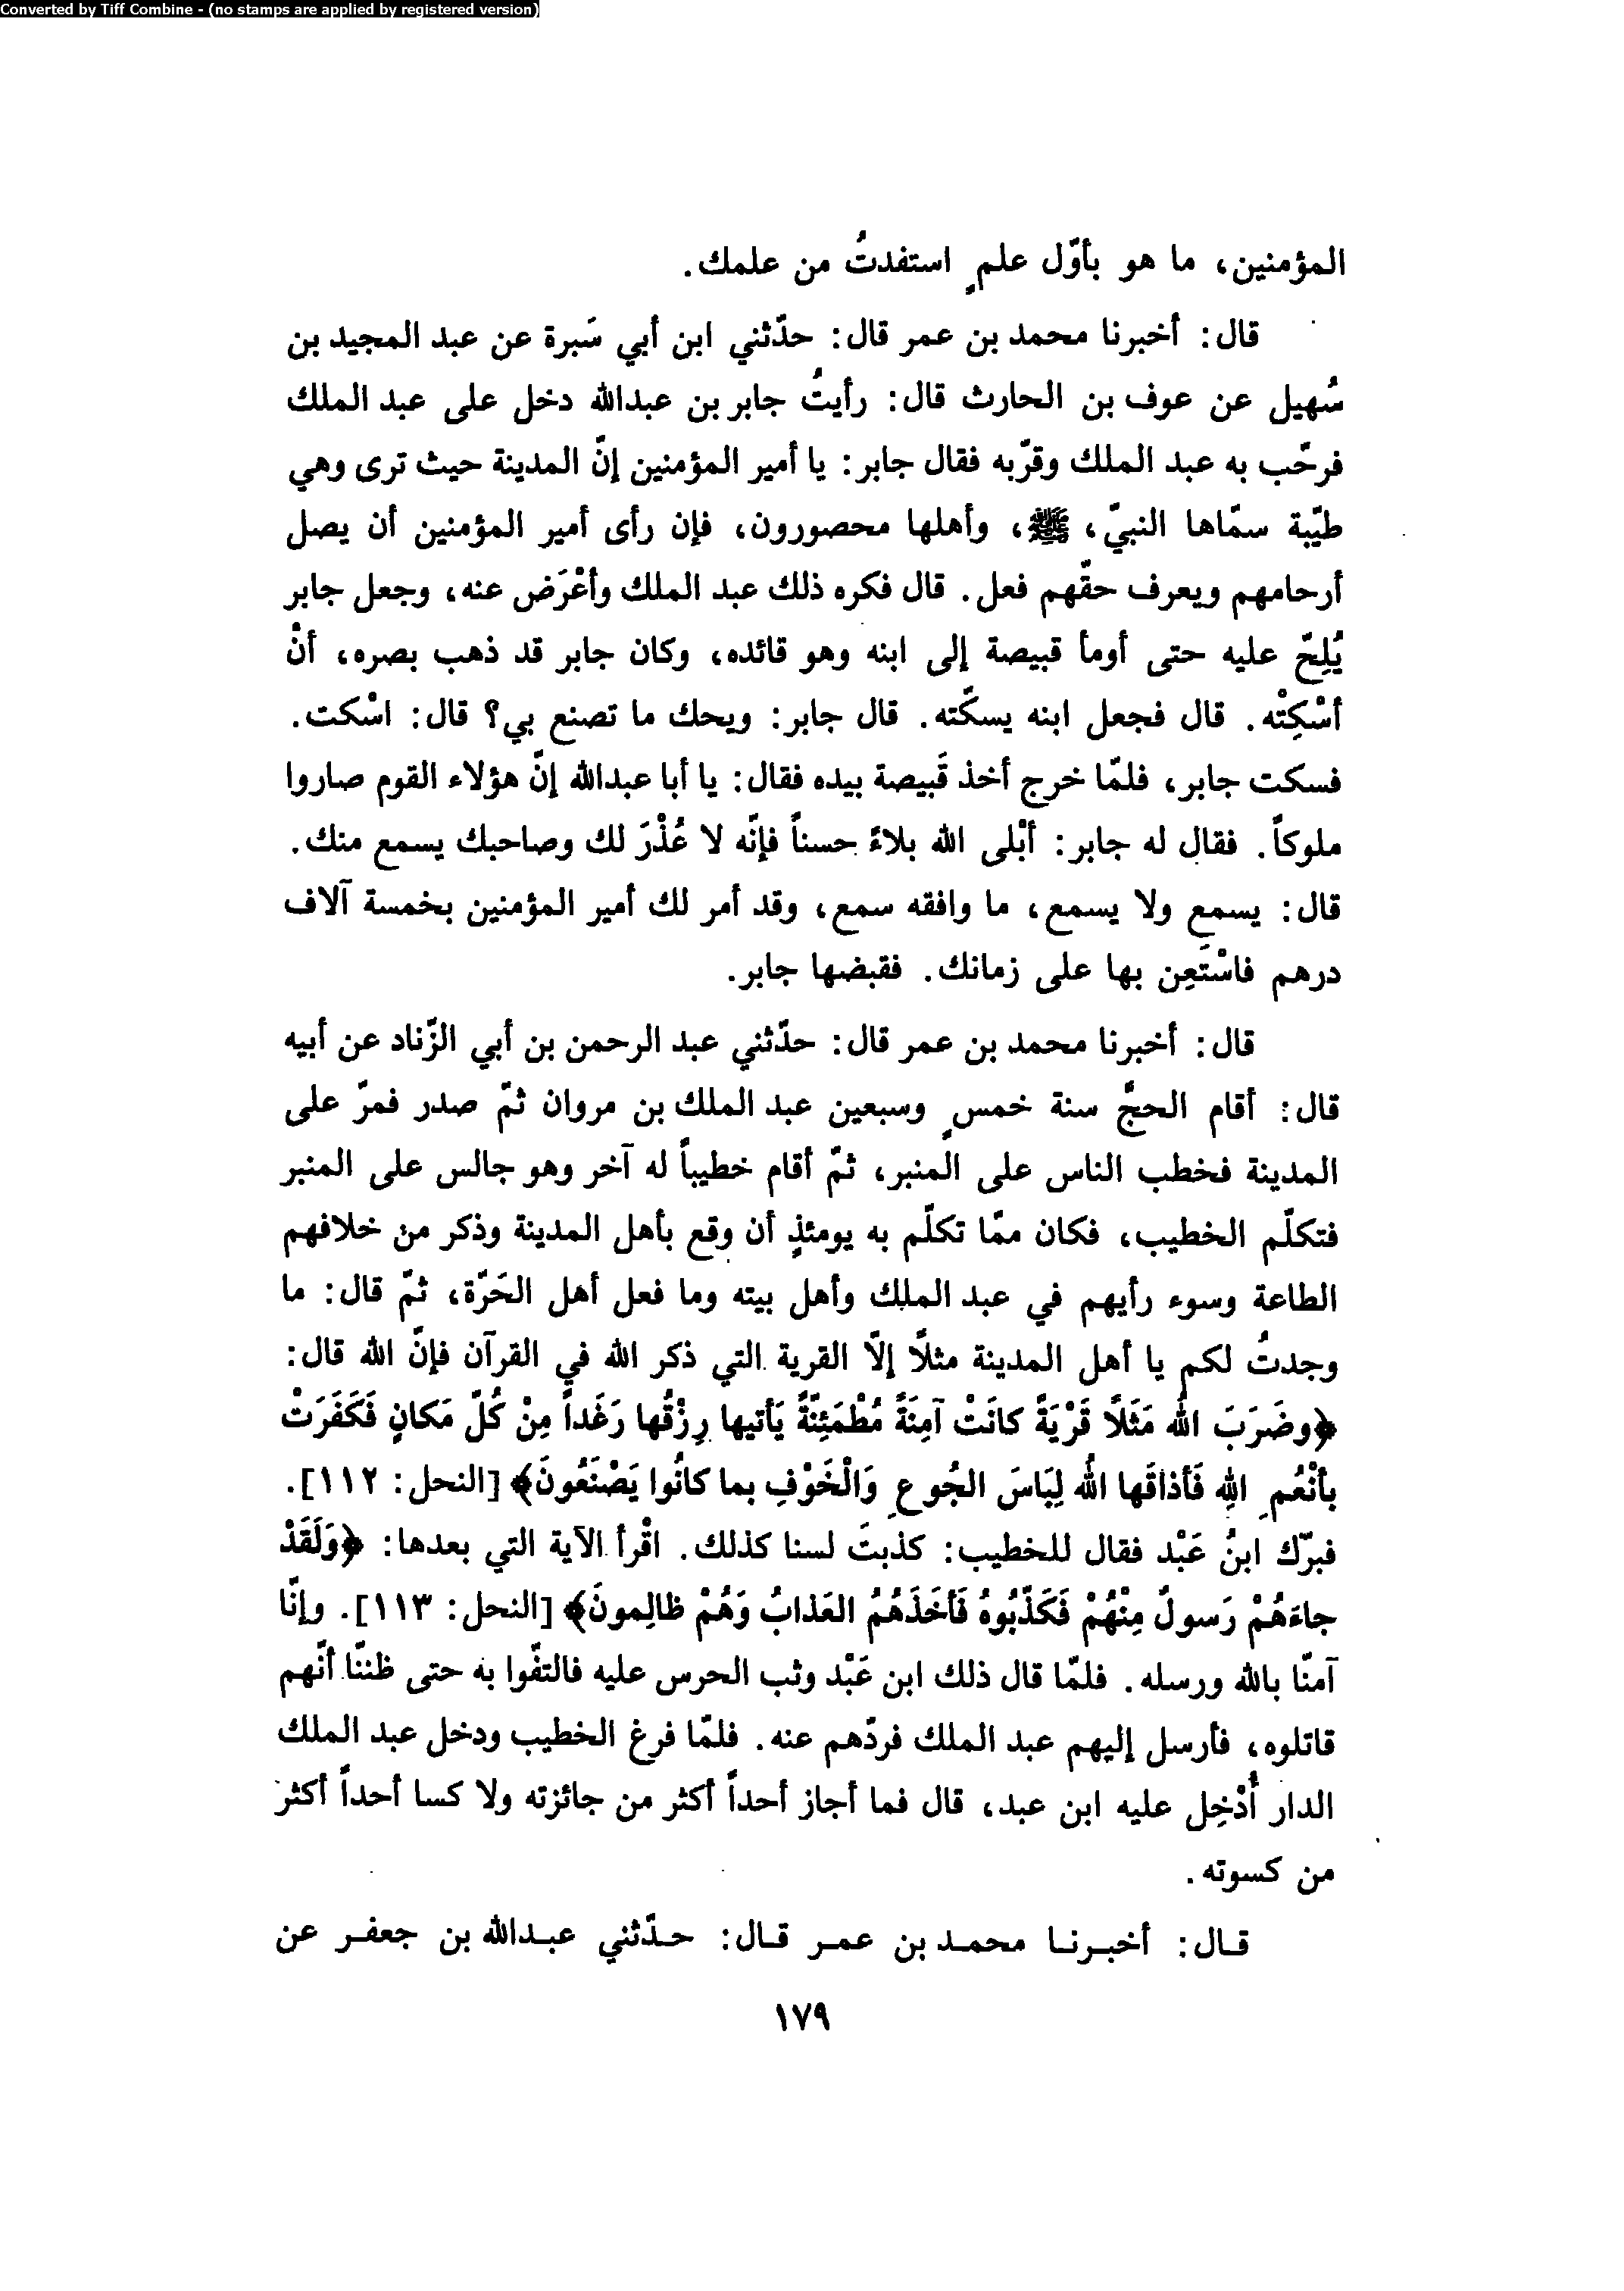 Converted by Tiff Combine - (no stamps are applied by registered version)
المؤمنين، ما هو بأوّل علمٍ استفدتُ من علمك.
قال: أخبرنا محمد بن عمر قال: حدّثني ابن أبي سَبرة عن عبد المجيد بن
سُهيل عن عوف بن الحارث قال: رأيتُ جابر بن عبدالله دخل على عبد الملك
فرحّب به عبد الملك وقرّبه فقال جابر: يا أمير المؤمنين إنّ المدينة حيث ترى وهي
طيّبة سمّاها النبيّ، ﷺ، وأهلها محصورون، فإن رأى أمير المؤمنين أن يصل
أرحامهم ويعرف حقّهم فعل. قال فكره ذلك عبد الملك وأعْرَض عنه، وجعل جابر
يُلِحّ عليه حتى أومأ قبيصة إلى ابنه وهو قائده، وكان جابر قد ذهب بصره، أنْ
أسْكِتْه. قال فجعل ابنه يسكّته. قال جابر: ويحك ما تصنع بي؟ قال: اسْكت.
فسكت جابر، فلمّا خرج أخذ قَبيصة بيده فقال: يا أبا عبدالله إنّ هؤلاء القوم صاروا
ملوكاً. فقال له جابر: أبْلى الله بلاءً حسناً فإنّه لا عُذْرَ لك وصاحبك يسمع منك.
قال: يسمع ولا يسمع، ما وافقه سمع، وقد أمر لك أمير المؤمنين بخمسة آلاف
درهم فاسْتَعِن بها على زمانك. فقبضها جابر.
قال: أخبرنا محمد بن عمر قال: حدّثني عبد الرحمن بن أبي الزّناد عن أبيه
قال: أقام الحجَّ سنة خمسٍ وسبعين عبد الملك بن مروان ثمّ صدر فمرّ على
المدينة فخطب الناس على المنبر، ثمّ أقام خطيباً له آخر وهو جالس على المنبر
فتكلّم الخطيب، فكان ممّا تكلّم به يومئذٍ أن وقع بأهل المدينة وذكر من خلافهم
الطاعة وسوء رأيهم في عبد الملك وأهل بيته وما فعل أهل الحَرّة، ثمّ قال: ما
وجدتُ لكم يا أهل المدينة مثلًا إلّا القرية التي ذكر الله في القرآن فإنّ الله قال:
﴿وضَرَبَ اللهُ مَثَلًا قَرْيَةً كانَتْ آمِنَةً مُطْمَئِنَّةً يَأتيها رِزْقُها رَغَداً مِنْ كُلّ مَكانٍ فَكَفَرَتْ
بأنْعُمِ اللهِ فَأذاقَها اللهُ لِبَاسَ الجُوعِ وَالْخَوْفِ بما كانُوا يَصْنَعُونَ﴾ [النحل: ١١٢].
فبرّك ابنُ عَبْد فقال للخطيب: كذبتَ لسنا كذلك. اقْرأ الآية التي بعدها: ﴿وَلَقَدْ
جاءَهُمْ رَسولٌ مِنْهُمْ فَكَذّبُوهُ فَأخَذَهُمُ العَذابُ وَهُمْ ظالِمونَ﴾ [النحل: ١١٣]. وإنّا
آمنّا بالله ورسله. فلمّا قال ذلك ابن عَبْد وثب الحرس عليه فالتفّوا به حتى ظننّا أنّهم
قاتلوه، فأرسل إليهم عبد الملك فردّهم عنه. فلمّا فرغ الخطيب ودخل عبد الملك
الدار أُدْخِل عليه ابن عبد، قال فما أجاز أحداً أكثر من جائزته ولا كسا أحداً أكثر
من كسوته.
قال: أخبرنا محمد بن عمر قال: حدّثني عبدالله بن جعفر عن
١٧٩